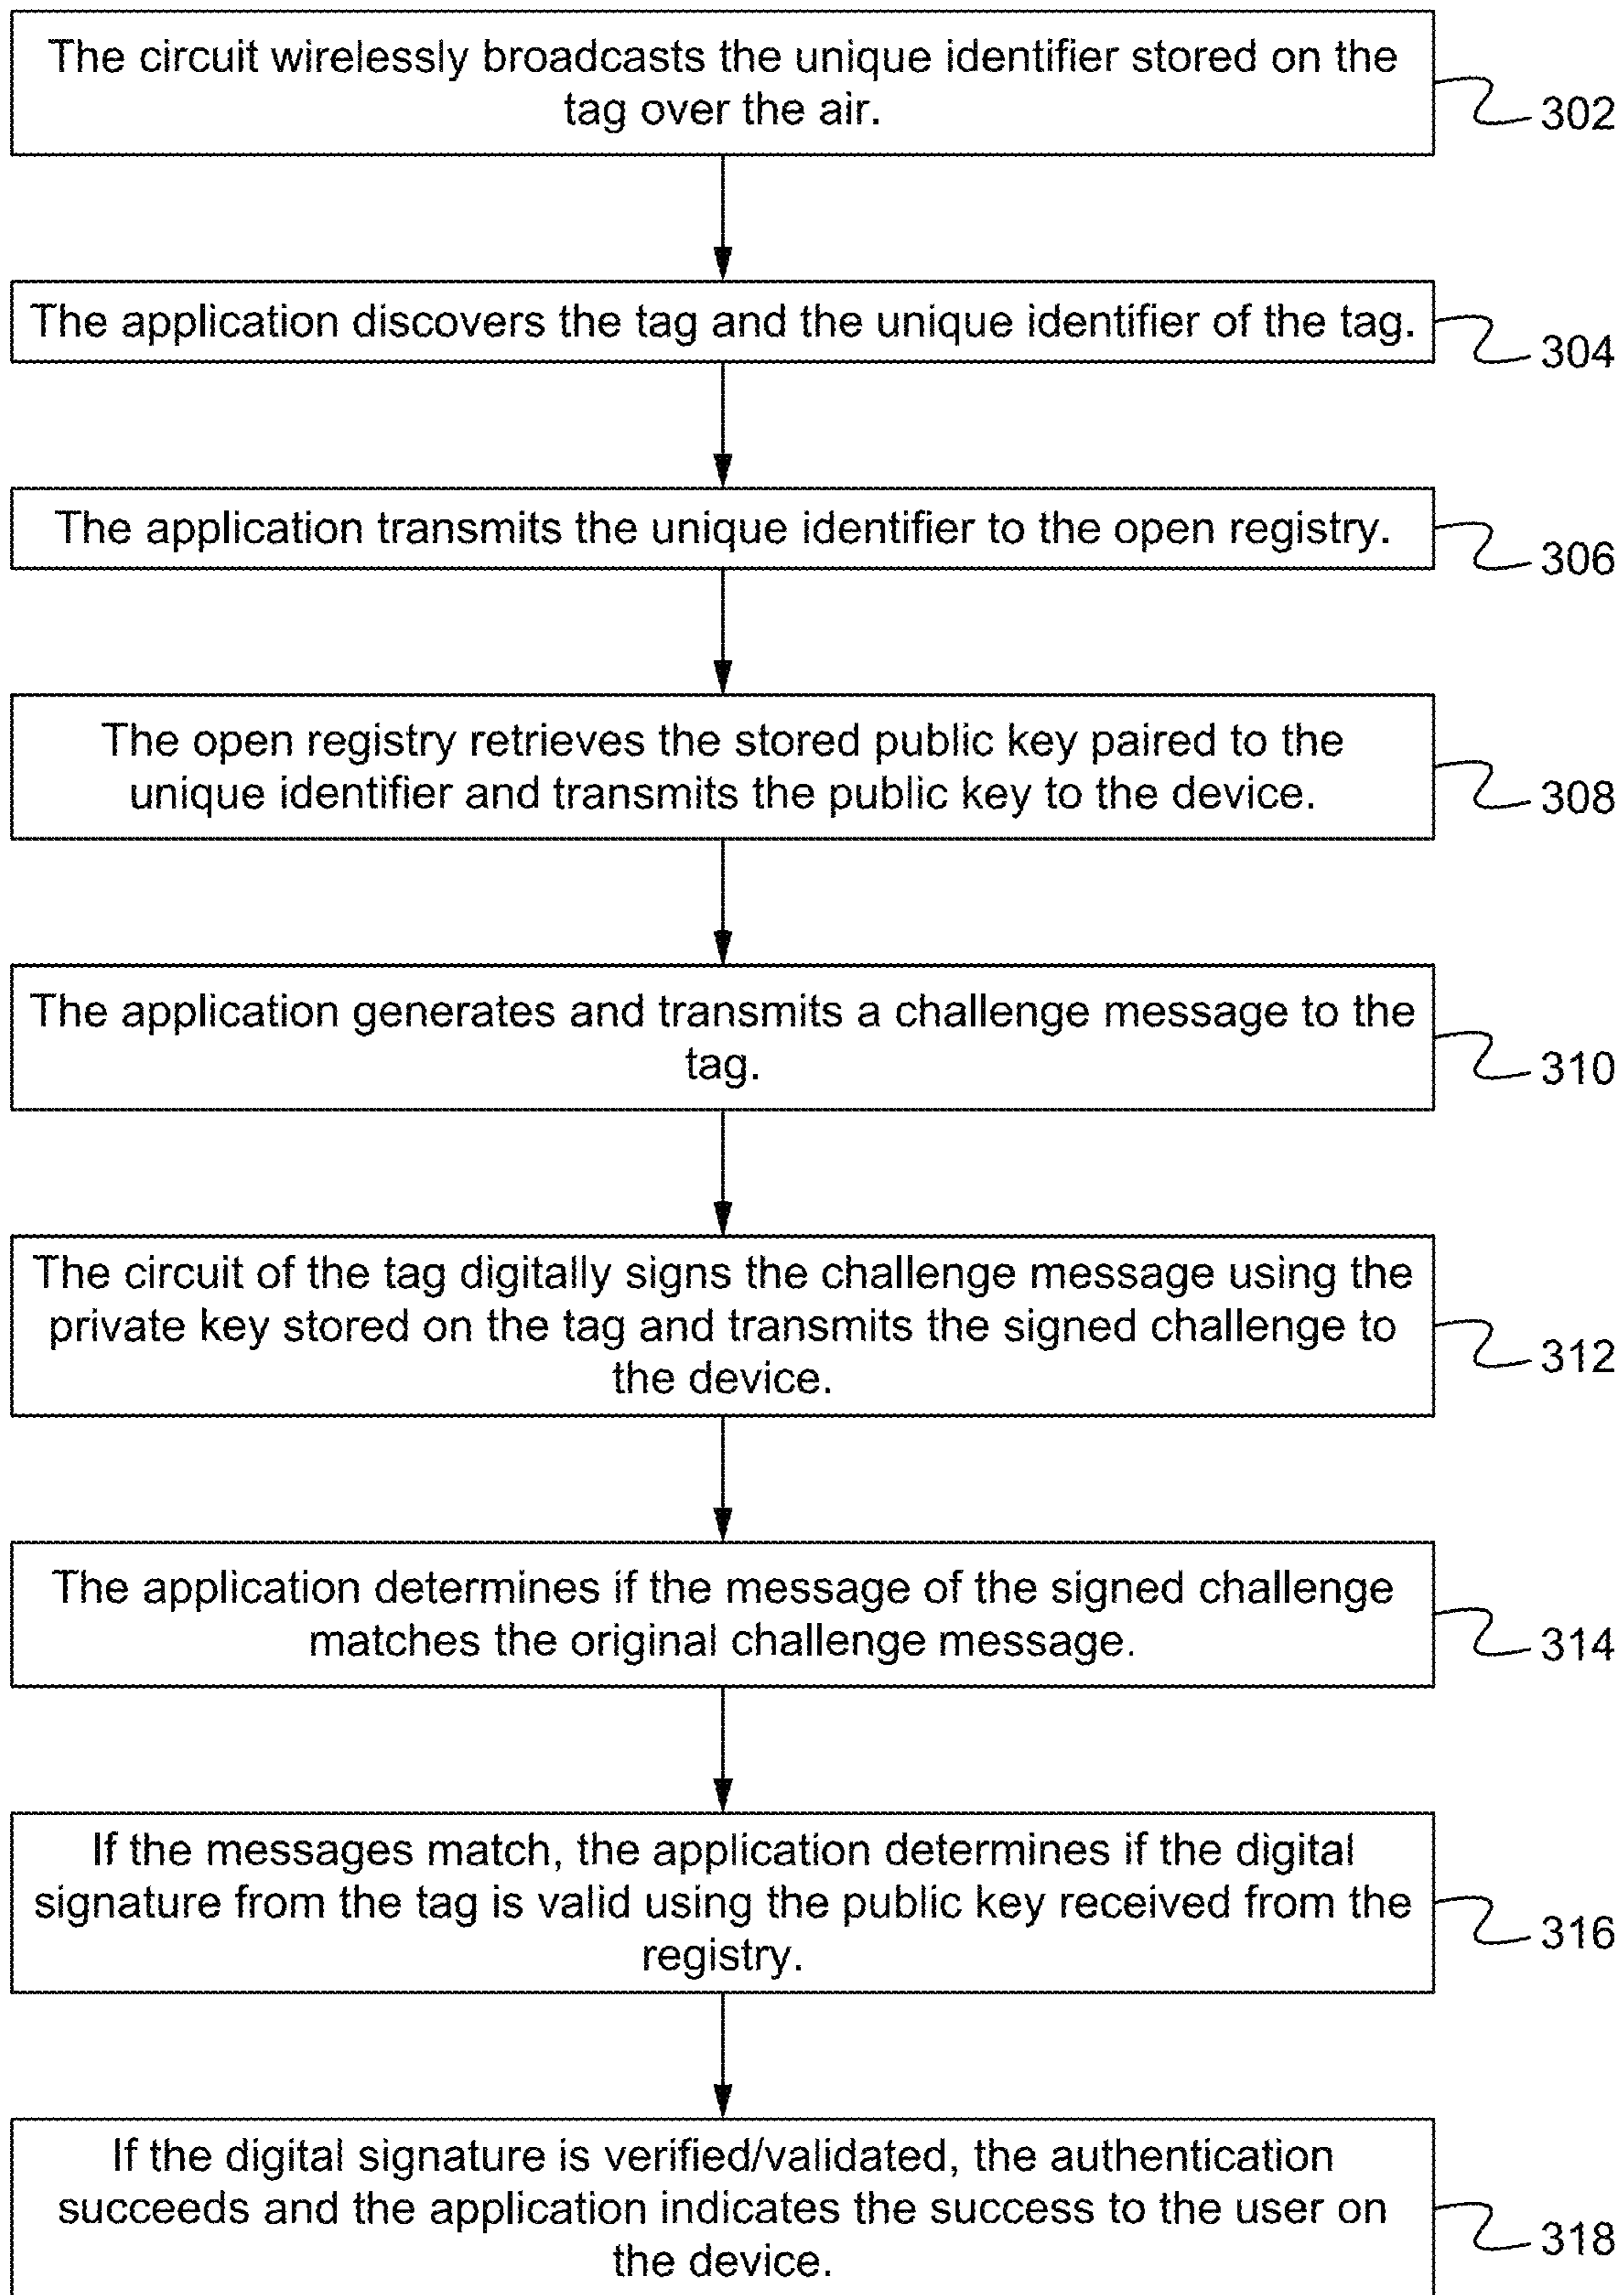 The circuit wirelessly broadcasts the unique identifier stored on the
tag over the air.
302
The application discovers the tag and the unique identifier of the tag.
304
The application transmits the unique identifier to the open registry.
306
The open registry retrieves the stored public key paired to the
unique identifier and transmits the public key to the device.
308
The application generates and transmits a challenge message to the
tag.
310
The circuit of the tag digitally signs the challenge message using the
private key stored on the tag and transmits the signed challenge to
the device.
312
The application determines if the message of the signed challenge
matches the original challenge message.
314
If the messages match, the application determines if the digital
signature from the tag is valid using the public key received from the
registry.
316
If the digital signature is verified/validated, the authentication
succeeds and the application indicates the success to the user on
the device.
318